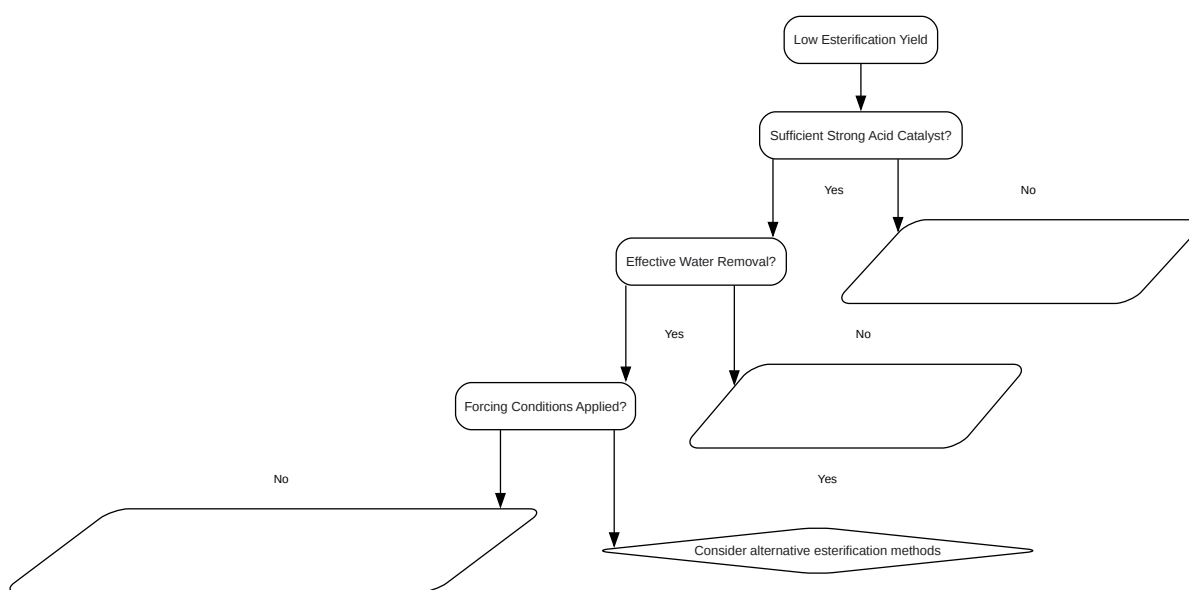 Low Esterification Yield
Sufficient Strong Acid Catalyst?
Yes
No
Effective Water Removal?
Yes
No
Forcing Conditions Applied?
No
Yes
Consider alternative esterification methods